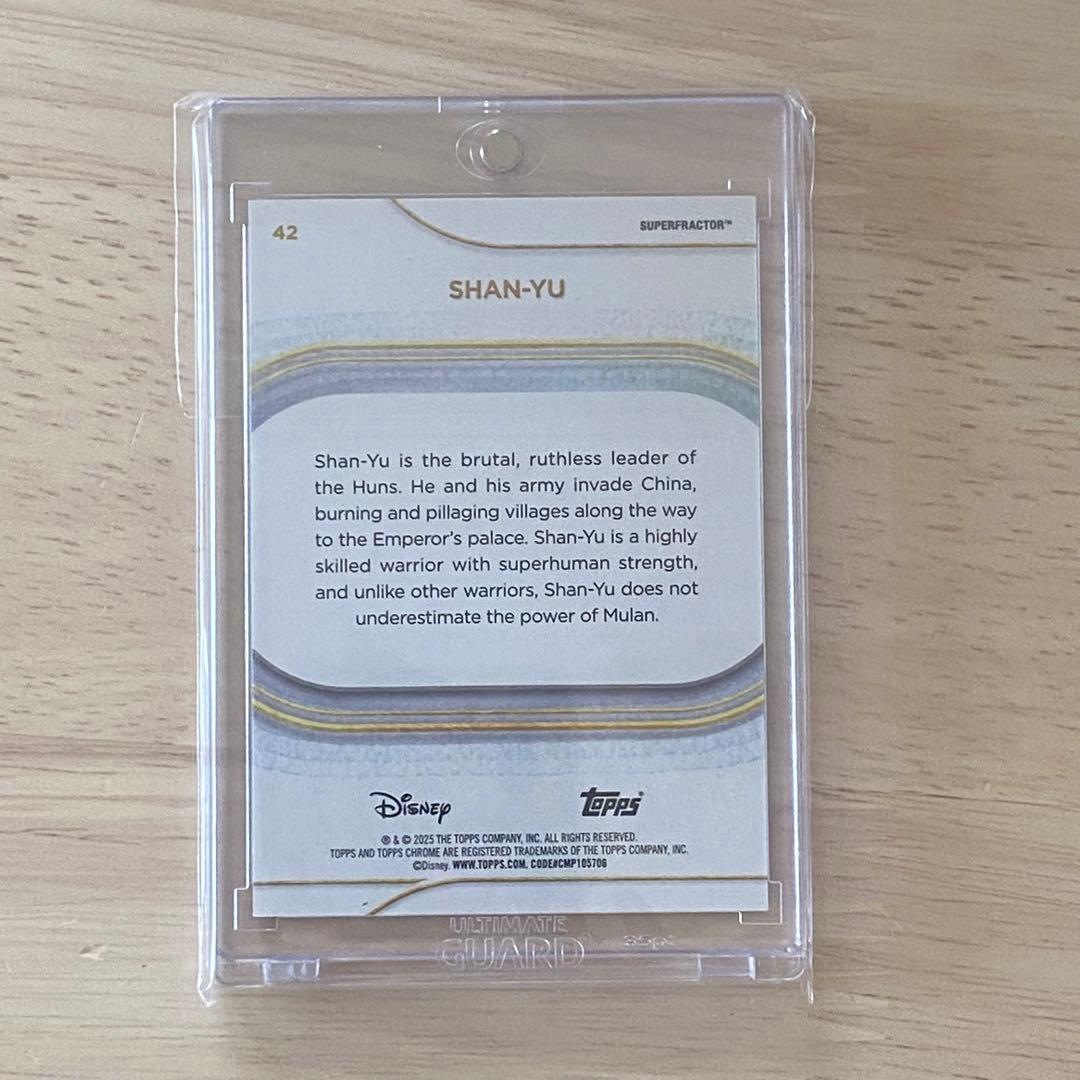 42
SUPERFRACTOR™
SHAN-YU
Shan-Yu is the brutal, ruthless leader of
the Huns. He and his army invade China,
burning and pillaging villages along the way
to the Emperor's palace. Shan-Yu is a highly
skilled warrior with superhuman strength,
and unlike other warriors, Shan-Yu does not
underestimate the power of Mulan.
Disney
topps®
® & © 2025 THE TOPPS COMPANY, INC. ALL RIGHTS RESERVED.
TOPPS AND TOPPS CHROME ARE REGISTERED TRADEMARKS OF THE TOPPS COMPANY, INC.
©Disney. WWW.TOPPS.COM. CODE#CMP105706
ULTIMATE
GUARD®
35pt